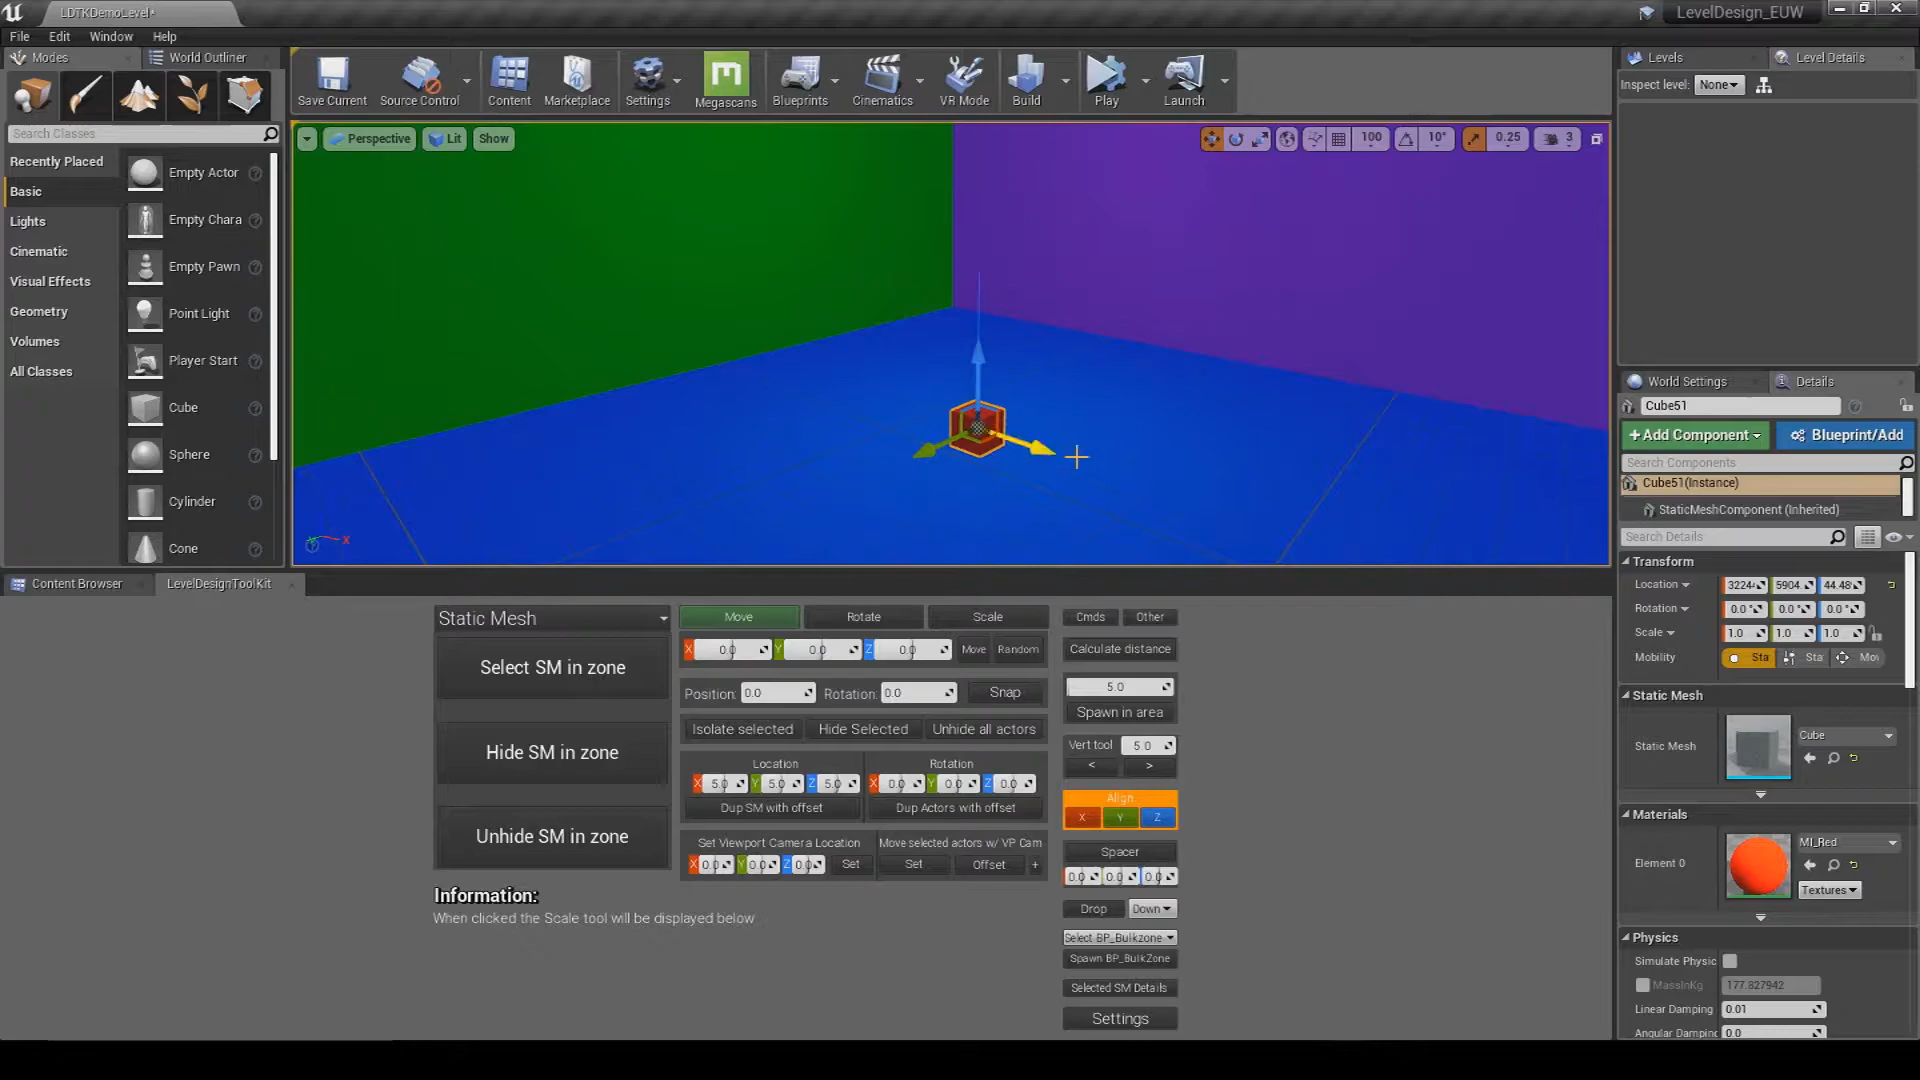 LDTKDemoLevel*
LevelDesign_EUW
File Edit Window Help
Modes
World Outliner
Search Classes
Recently Placed
Basic
Lights
Cinematic
Visual Effects
Geometry
Volumes
All Classes
Empty Actor
Empty Chara
Empty Pawn
Point Light
Player Start
Cube
Sphere
Cylinder
Cone
Save Current
Source Control
Content
Marketplace
Settings
Megascans
Blueprints
Cinematics
VR Mode
Build
Play
Launch
Perspective
Lit
Show
100
10°
0.25
3
X
Levels
Level Details
Inspect level: None
World Settings
Details
Cube51
+Add Component
Blueprint/Add
Search Components
Cube51(Instance)
StaticMeshComponent (Inherited)
Search Details
Transform
Location 5904. 44.48
Rotation 0.0 ° 0.0 ° 0.0 °
Scale 1.0 1.0 1.0
Mobility Sta Sta Mov
Static Mesh
Static Mesh
Cube
Materials
Element 0
MI_Red
Textures
Physics
Simulate Physic
MassInKg 177.827942
Linear Damping 0.01
Angular Damping 0.0
Content Browser
LevelDesignToolKit
Static Mesh
Select SM in zone
Hide SM in zone
Unhide SM in zone
Information:
When clicked the Scale tool will be displayed below
Move Rotate Scale
X 0.0 Y 0.0 Z 0.0 Move Random
Position: 0.0 Rotation: 0.0 Snap
Isolate selected Hide Selected Unhide all actors
Location
X 5.0 Y 5.0 Z 5.0
Dup SM with offset
Rotation
X 0.0 Y 0.0 Z 0.0
Dup Actors with offset
Set Viewport Camera Location
X 0.0 Y 0.0 Z 0.0 Set
Move selected actors w/ VP Cam
Set Offset +
Cmds Other
Calculate distance
5.0
Spawn in area
Vert tool 5.0
< >
Align
X Y Z
Spacer
0.0 0.0 0.0
Drop Down
Select BP_Bulkzone
Spawn BP_BulkZone
Selected SM Details
Settings